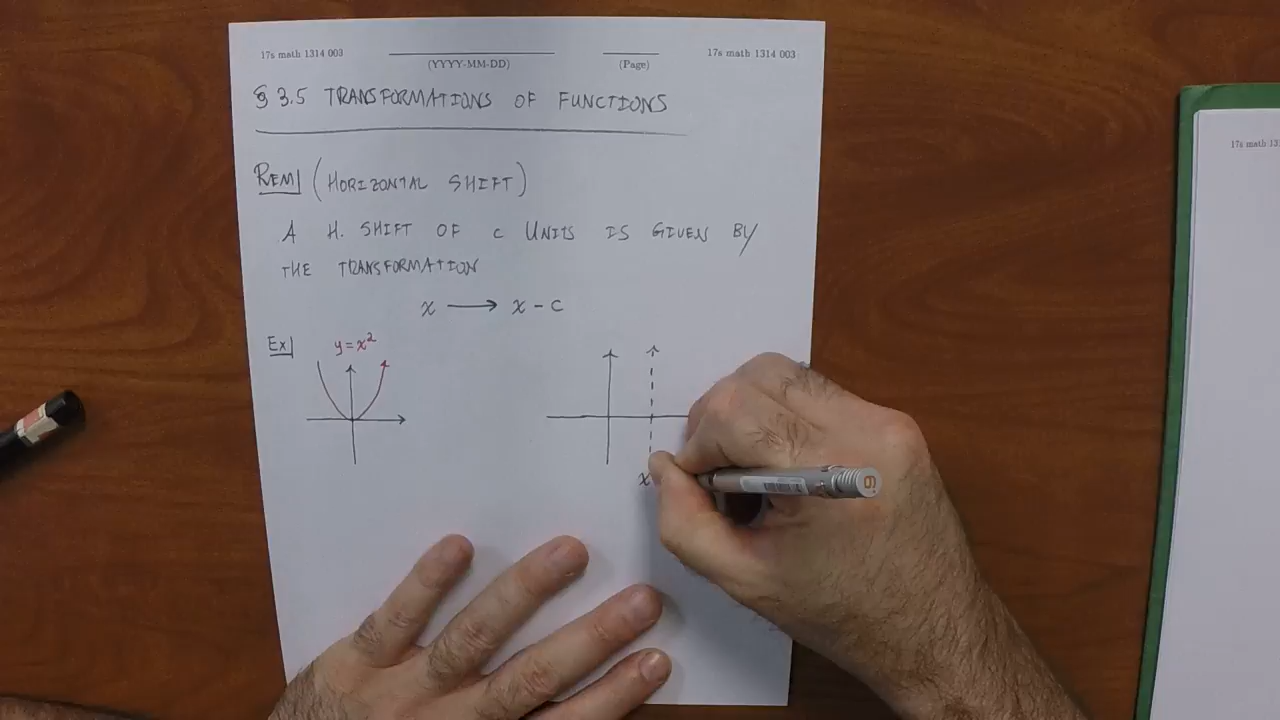 17s math 1314 003
(YYYY-MM-DD)
(Page)
17s math 1314 003
§ 3.5 TRANSFORMATIONS OF FUNCTIONS
REM (HORIZONTAL SHIFT)
A H. SHIFT OF C UNITS IS GIVEN BY
THE TRANSFORMATION
x ⟶ x - c
Ex
y = x²
x
17s math